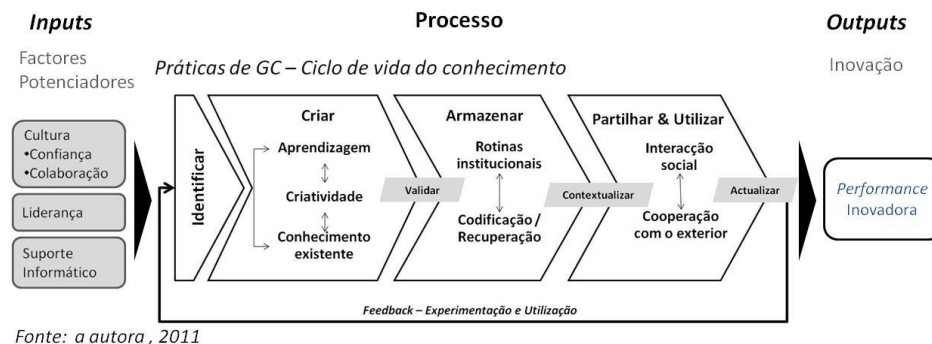 Inputs
Processo
Outputs
Factores
Potenciadores
Inovação
Práticas de GC – Ciclo de vida do conhecimento
Cultura
•Confiança
•Colaboração
Liderança
Suporte
Informático
Identificar
Criar
Aprendizagem
Criatividade
Conhecimento
existente
Validar
Armazenar
Rotinas
institucionais
Codificação /
Recuperação
Contextualizar
Partilhar & Utilizar
Interacção
social
Cooperação
com o exterior
Actualizar
Performance
Inovadora
Feedback – Experimentação e Utilização
Fonte: a autora , 2011